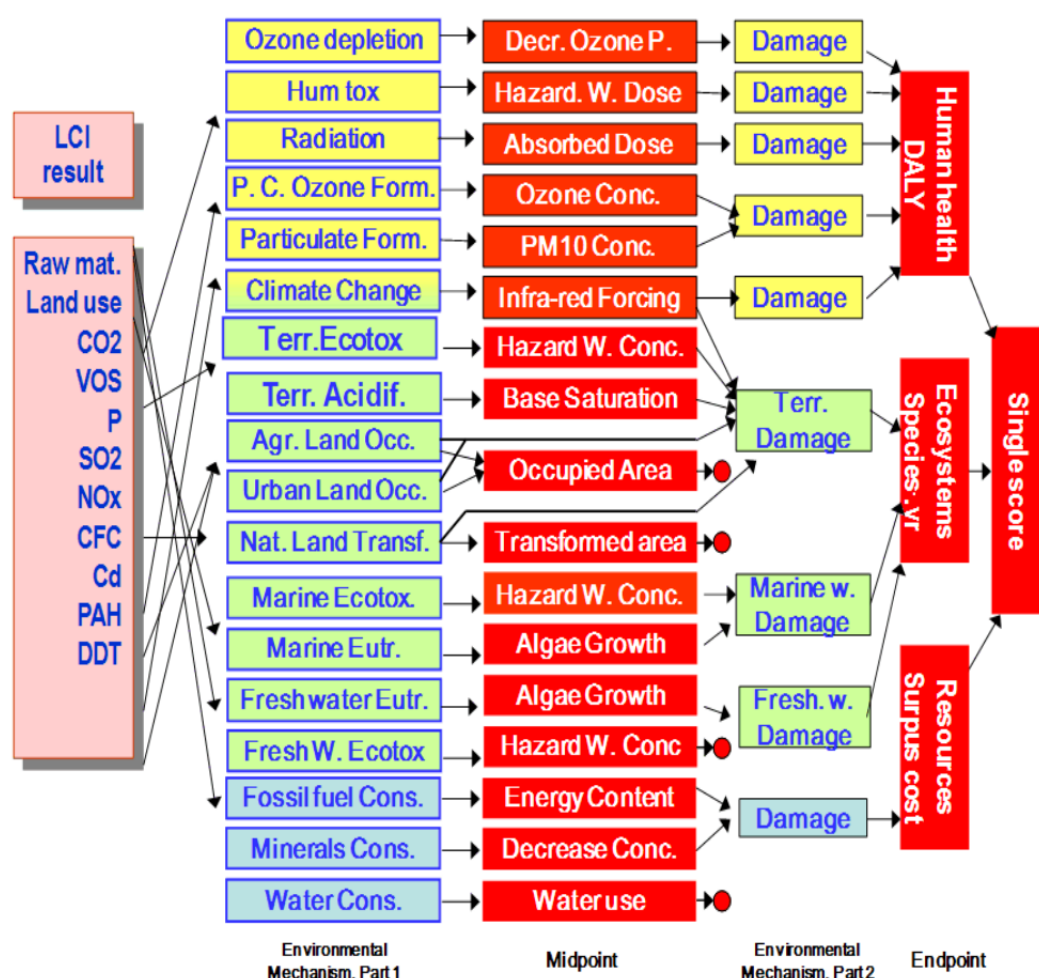 LCI
result
Raw mat.
Land use
CO2
VOS
P
SO2
NOx
CFC
Cd
PAH
DDT
Ozone depletion
Hum tox
Radiation
P. C. Ozone Form.
Particulate Form.
Climate Change
Terr.Ecotox
Terr. Acidif.
Agr. Land Occ.
Urban Land Occ.
Nat. Land Transf.
Marine Ecotox.
Marine Eutr.
Freshwater Eutr.
Fresh W. Ecotox
Fossil fuel Cons.
Minerals Cons.
Water Cons.
Environmental
Mechanism. Part 1
Decr. Ozone P.
Hazard. W. Dose
Absorbed Dose
Ozone Conc.
PM10 Conc.
Infra-red Forcing
Hazard W. Conc.
Base Saturation
Occupied Area
Transformed area
Hazard W. Conc.
Algae Growth
Algae Growth
Hazard W. Conc
Energy Content
Decrease Conc.
Water use
Midpoint
Damage
Damage
Damage
Damage
Damage
Terr.
Damage
Marine w.
Damage
Fresh. w.
Damage
Damage
Environmental
Mechanism. Part 2
Human health
DALY
Ecosystems
Species. yr
Resources
Surpus cost
Endpoint
Single score